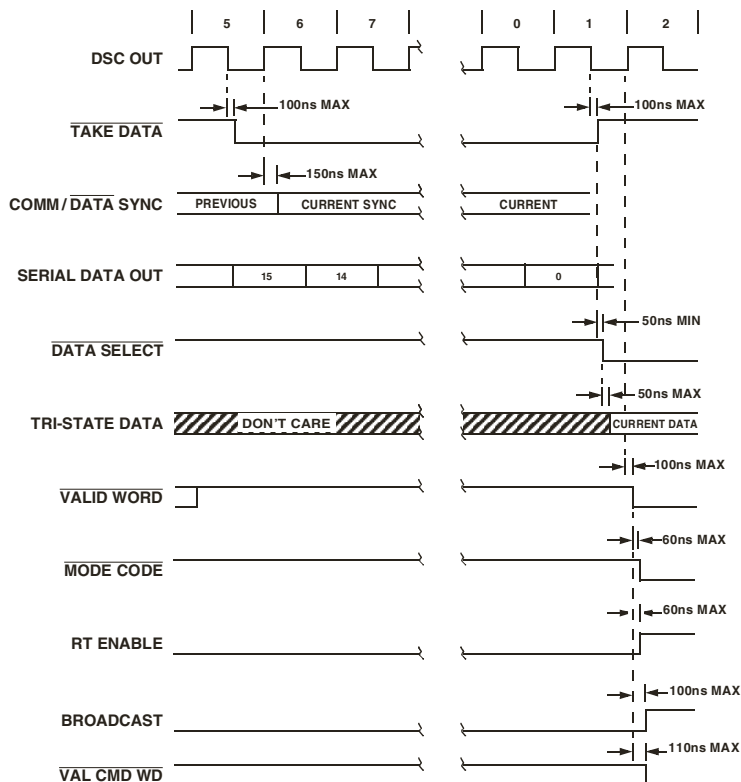 5 6 7 0 1 2
DSC OUT
100ns MAX 100ns MAX
TAKE DATA
150ns MAX
COMM/DATA SYNC PREVIOUS CURRENT SYNC CURRENT
SERIAL DATA OUT 15 14 0
50ns MIN
DATA SELECT
50ns MAX
TRI-STATE DATA DON'T CARE CURRENT DATA
100ns MAX
VALID WORD
60ns MAX
MODE CODE
60ns MAX
RT ENABLE
100ns MAX
BROADCAST
110ns MAX
VAL CMD WD